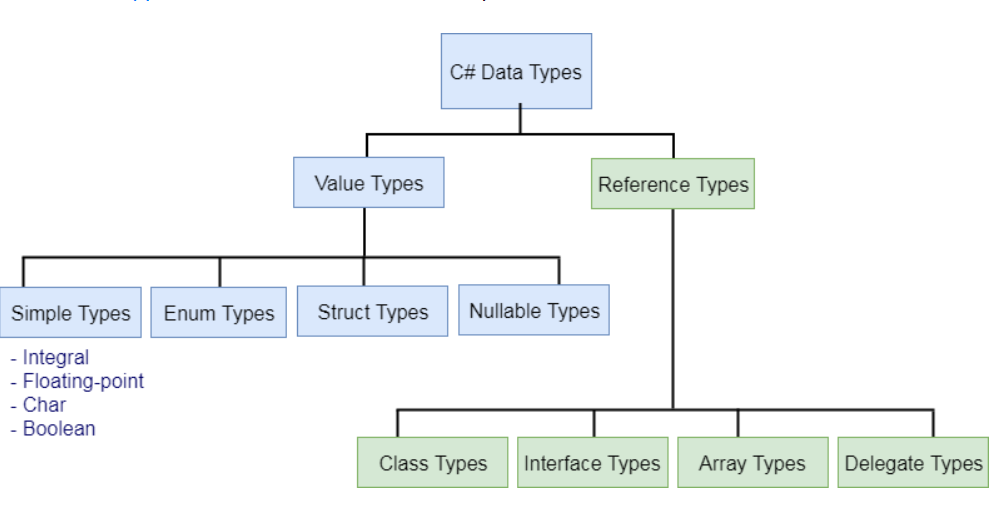 C# Data Types
Value Types
Reference Types
Simple Types
Enum Types
Struct Types
Nullable Types
- Integral
- Floating-point
- Char
- Boolean
Class Types
Interface Types
Array Types
Delegate Types